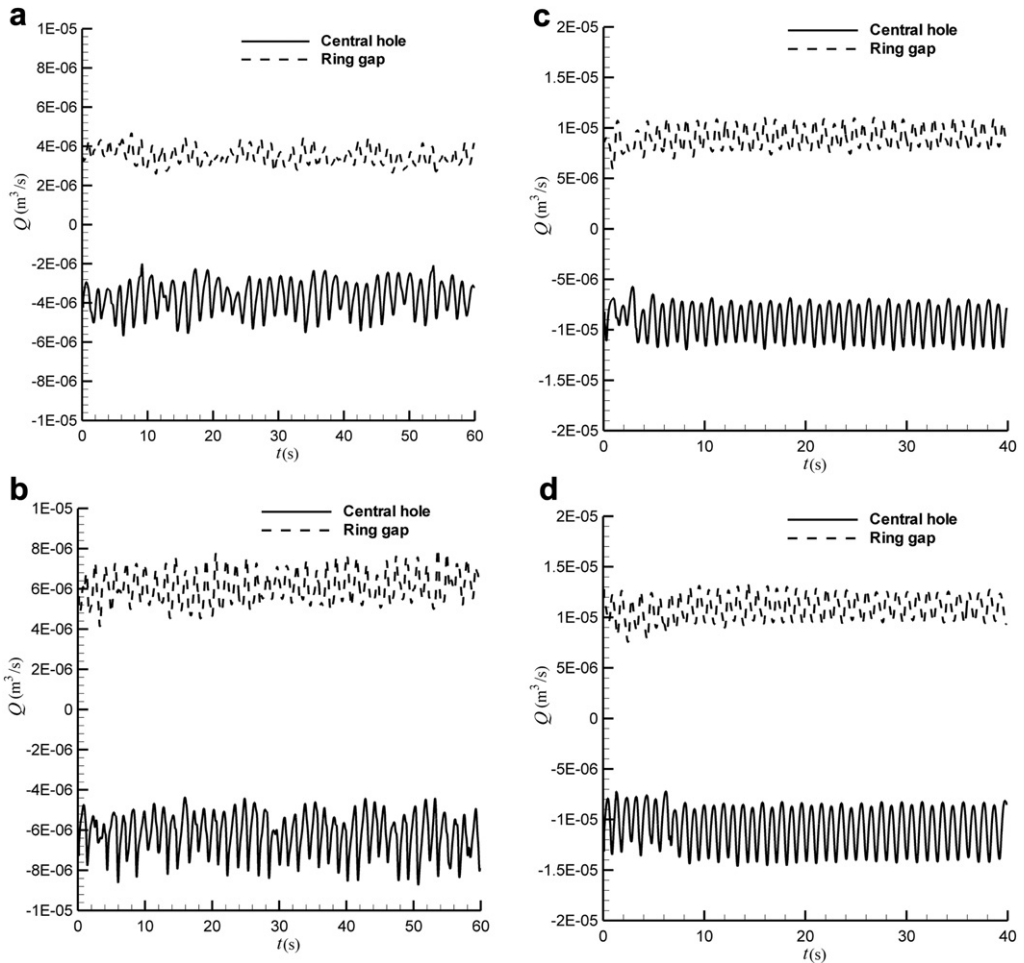 a
1E-05
8E-06
6E-06
4E-06
2E-06
0
-2E-06
-4E-06
-6E-06
-8E-06
-1E-05
Q (m³/s)
Central hole
Ring gap
0 10 20 30 40 50 60
t(s)
b
1E-05
8E-06
6E-06
4E-06
2E-06
0
-2E-06
-4E-06
-6E-06
-8E-06
-1E-05
Q (m³/s)
Central hole
Ring gap
0 10 20 30 40 50 60
t(s)
c
2E-05
1.5E-05
1E-05
5E-06
0
-5E-06
-1E-05
-1.5E-05
-2E-05
Q (m³/s)
Central hole
Ring gap
0 10 20 30 40
t(s)
d
2E-05
1.5E-05
1E-05
5E-06
0
-5E-06
-1E-05
-1.5E-05
-2E-05
Q (m³/s)
Central hole
Ring gap
0 10 20 30 40
t(s)